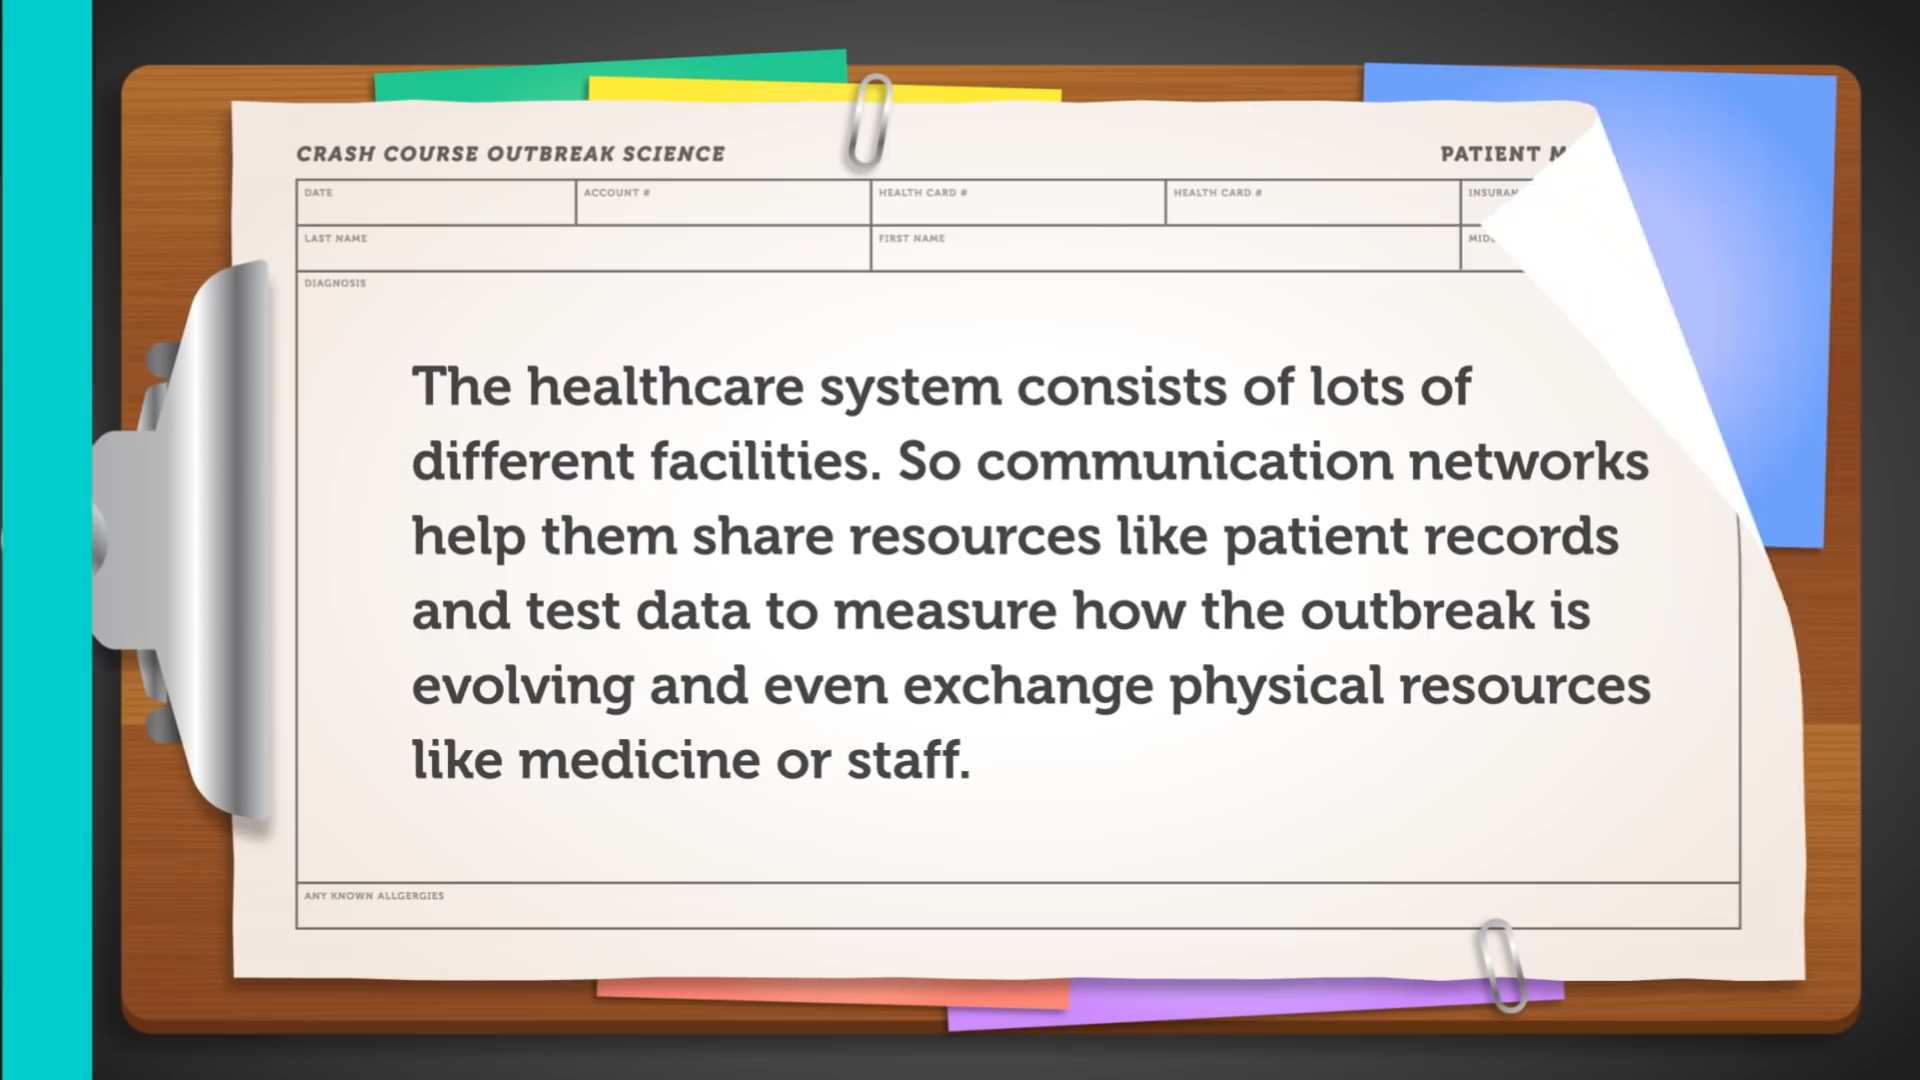 CRASH COURSE OUTBREAK SCIENCE
PATIENT
DATE
ACCOUNT #
HEALTH CARD #
HEALTH CARD #
LAST NAME
FIRST NAME
DIAGNOSIS
The healthcare system consists of lots of
different facilities. So communication networks
help them share resources like patient records
and test data to measure how the outbreak is
evolving and even exchange physical resources
like medicine or staff.
ANY KNOWN ALLGERGIES